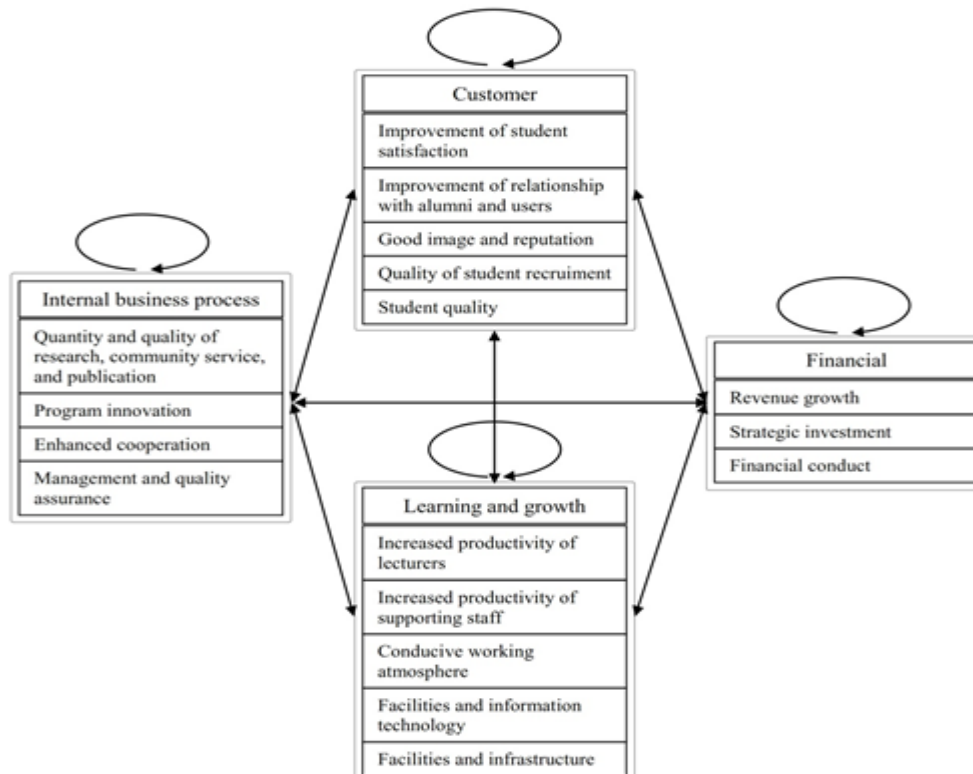 Customer
Improvement of student
satisfaction
Improvement of relationship
with alumni and users
Good image and reputation
Quality of student recruiment
Student quality
Internal business process
Quantity and quality of
research, community service,
and publication
Program innovation
Enhanced cooperation
Management and quality
assurance
Financial
Revenue growth
Strategic investment
Financial conduct
Learning and growth
Increased productivity of
lecturers
Increased productivity of
supporting staff
Conducive working
atmosphere
Facilities and information
technology
Facilities and infrastructure